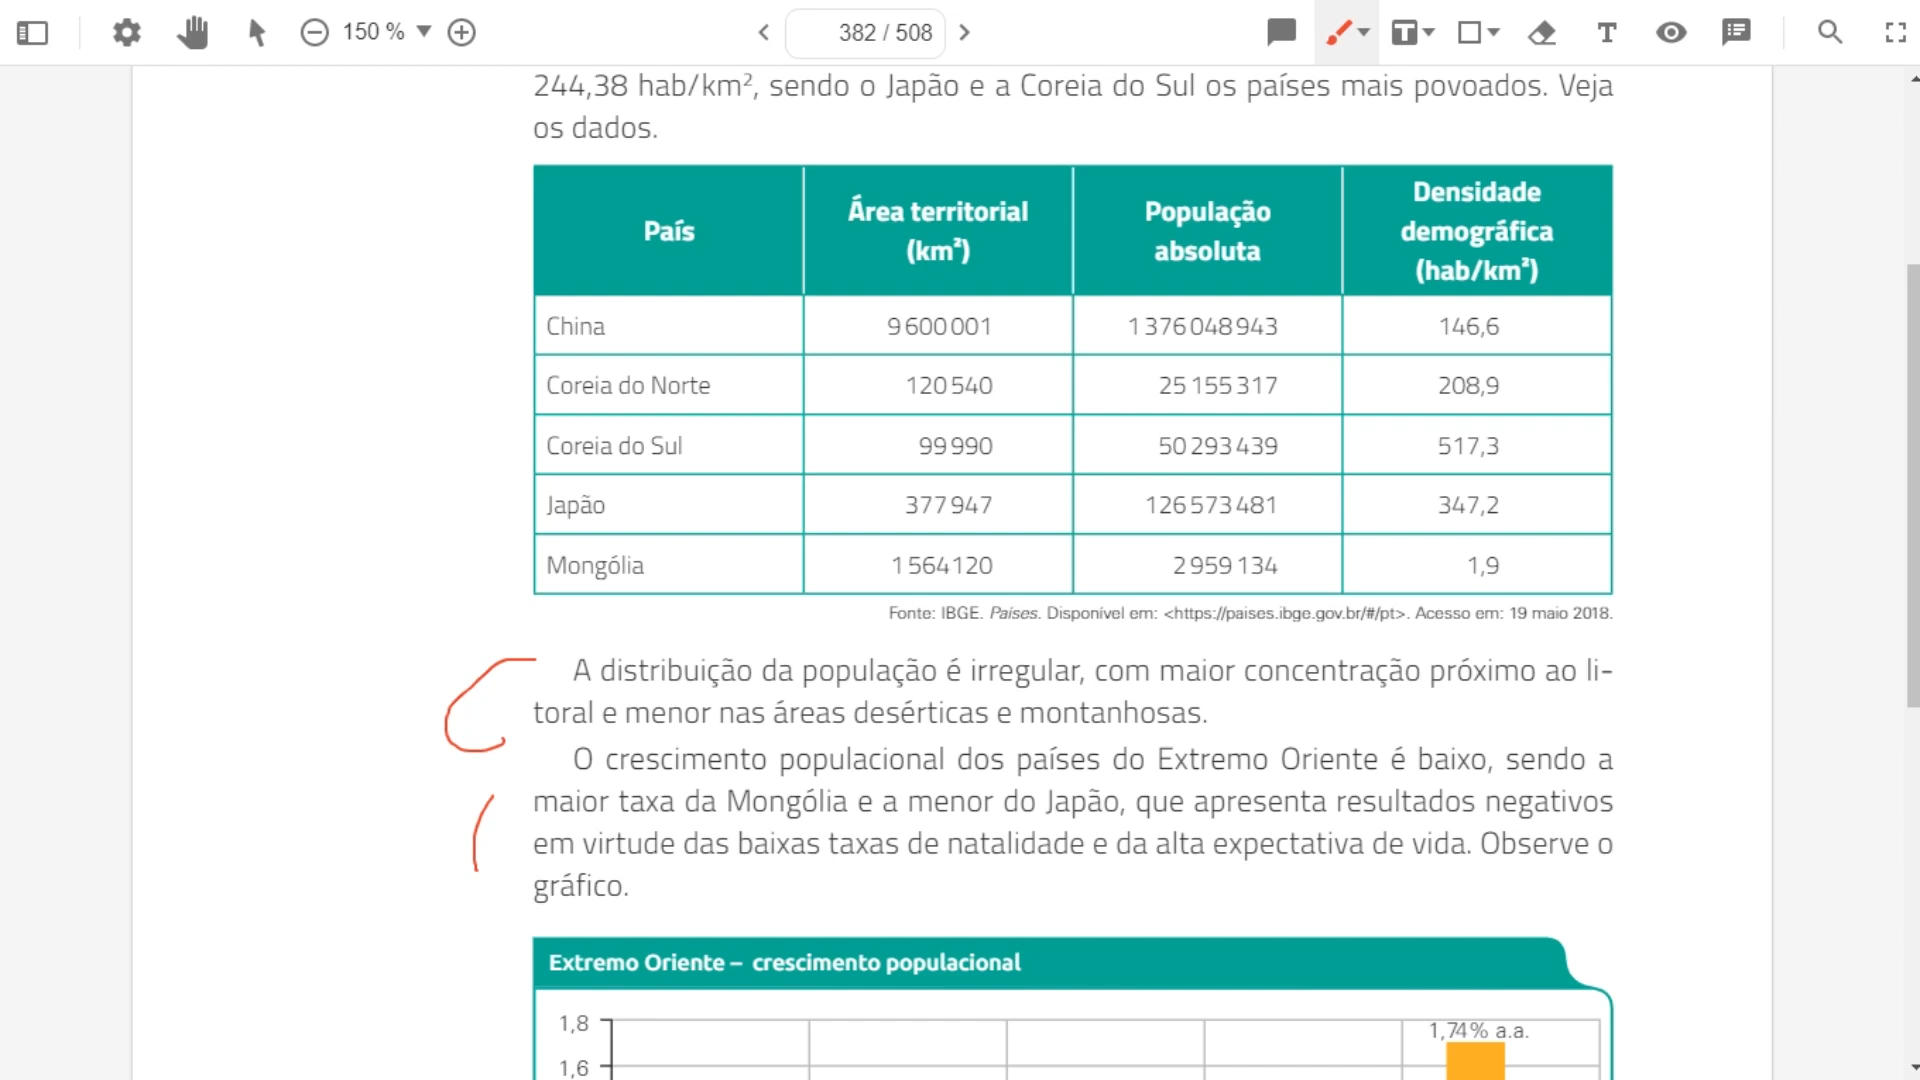 150 %
382 / 508
244,38 hab/km², sendo o Japão e a Coreia do Sul os países mais povoados. Veja
os dados.
País Área territorial (km²) População absoluta Densidade demográfica (hab/km²)
China 9 600 001 1 376 048 943 146,6
Coreia do Norte 120 540 25 155 317 208,9
Coreia do Sul 99 990 50 293 439 517,3
Japão 377 947 126 573 481 347,2
Mongólia 1 564 120 2 959 134 1,9
Fonte: IBGE. Países. Disponível em: <https://paises.ibge.gov.br/#/pt>. Acesso em: 19 maio 2018.
A distribuição da população é irregular, com maior concentração próximo ao li-
toral e menor nas áreas desérticas e montanhosas.
O crescimento populacional dos países do Extremo Oriente é baixo, sendo a
maior taxa da Mongólia e a menor do Japão, que apresenta resultados negativos
em virtude das baixas taxas de natalidade e da alta expectativa de vida. Observe o
gráfico.
Extremo Oriente – crescimento populacional
1,8
1,74% a.a.
1,6